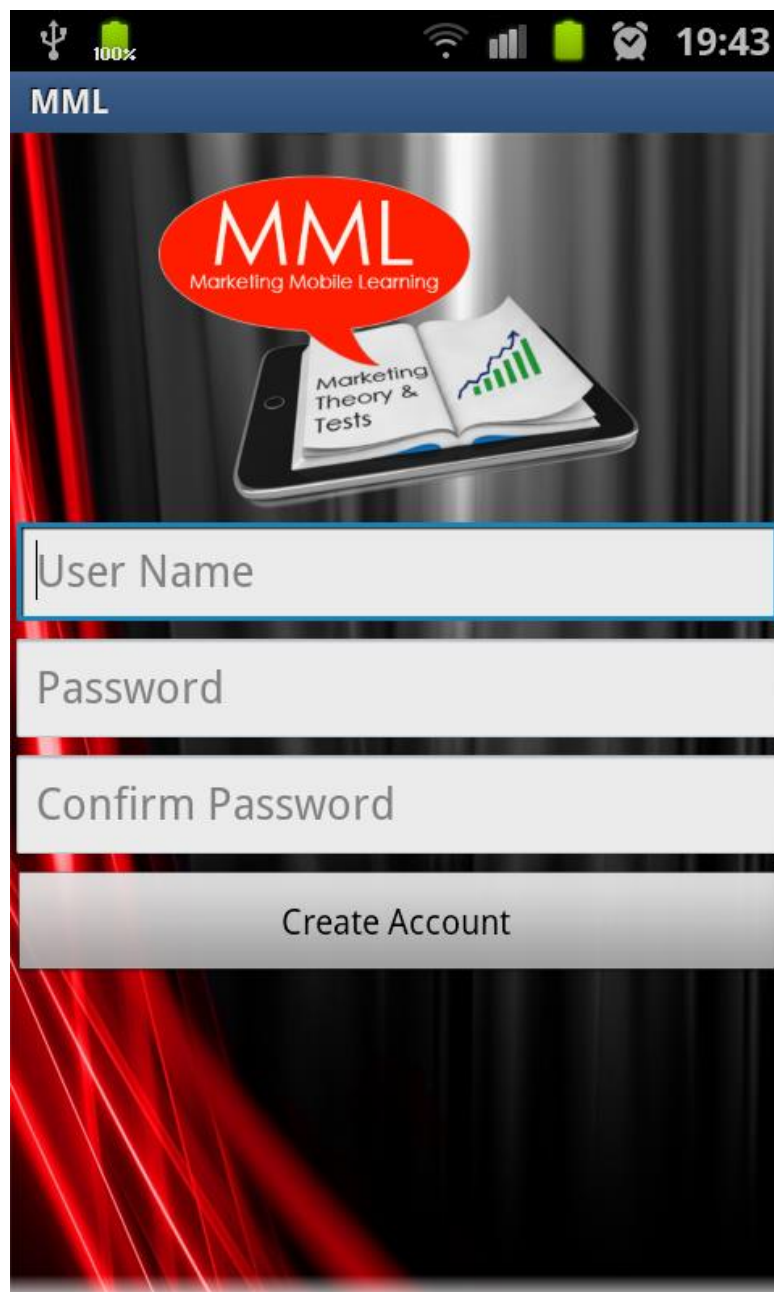 100%
19:43
MML
MML
Marketing Mobile Learning
Marketing
Theory &
Tests
User Name
Password
Confirm Password
Create Account